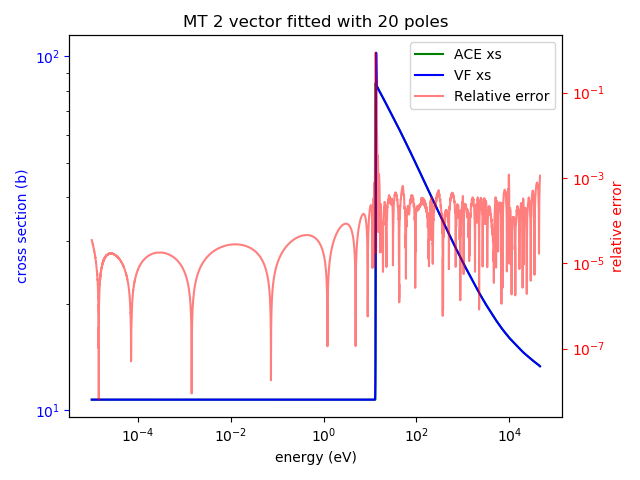 MT 2 vector fitted with 20 poles
ACE xs
VF xs
Relative error
cross section (b)
10²
10¹
relative error
10⁻¹
10⁻³
10⁻⁵
10⁻⁷
10⁻⁴
10⁻²
10⁰
10²
10⁴
energy (eV)